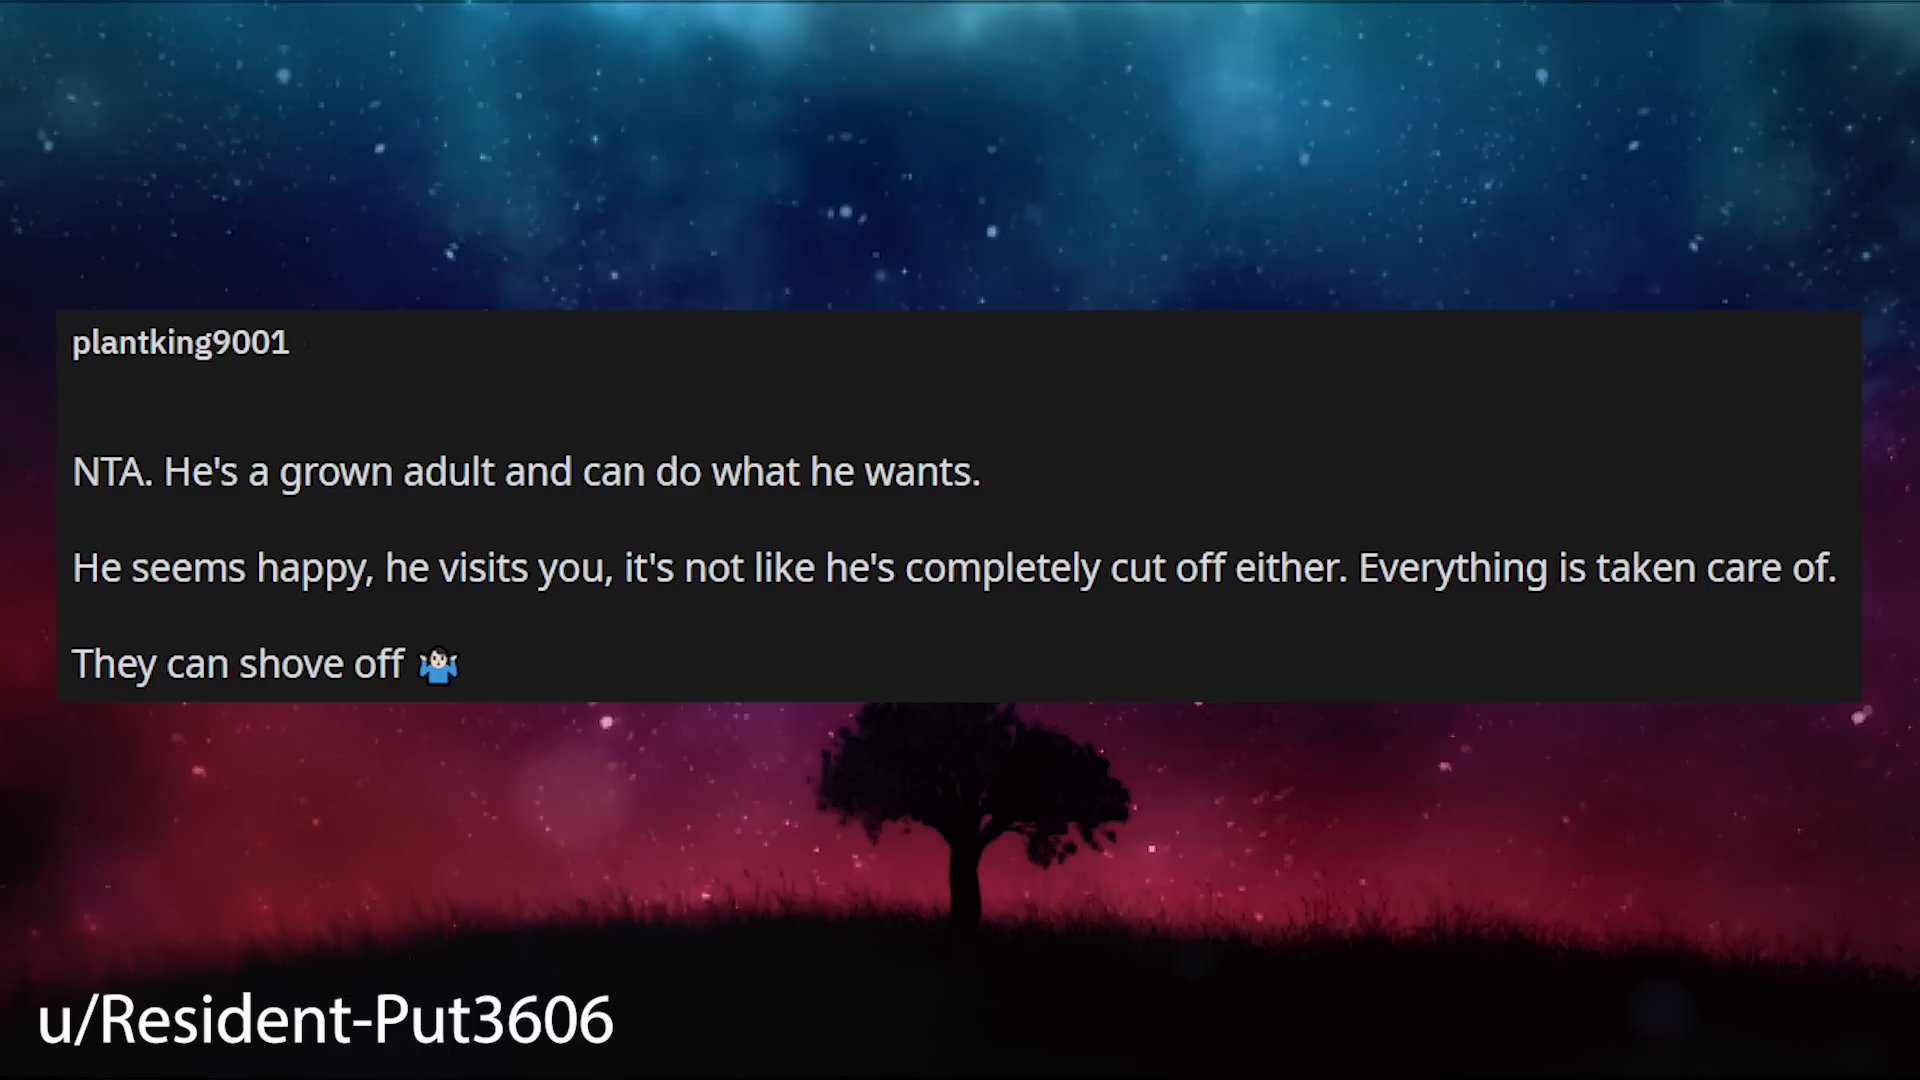 plantking9001
NTA. He's a grown adult and can do what he wants.
He seems happy, he visits you, it's not like he's completely cut off either. Everything is taken care of.
They can shove off 🤷🏻‍♂️
u/Resident-Put3606